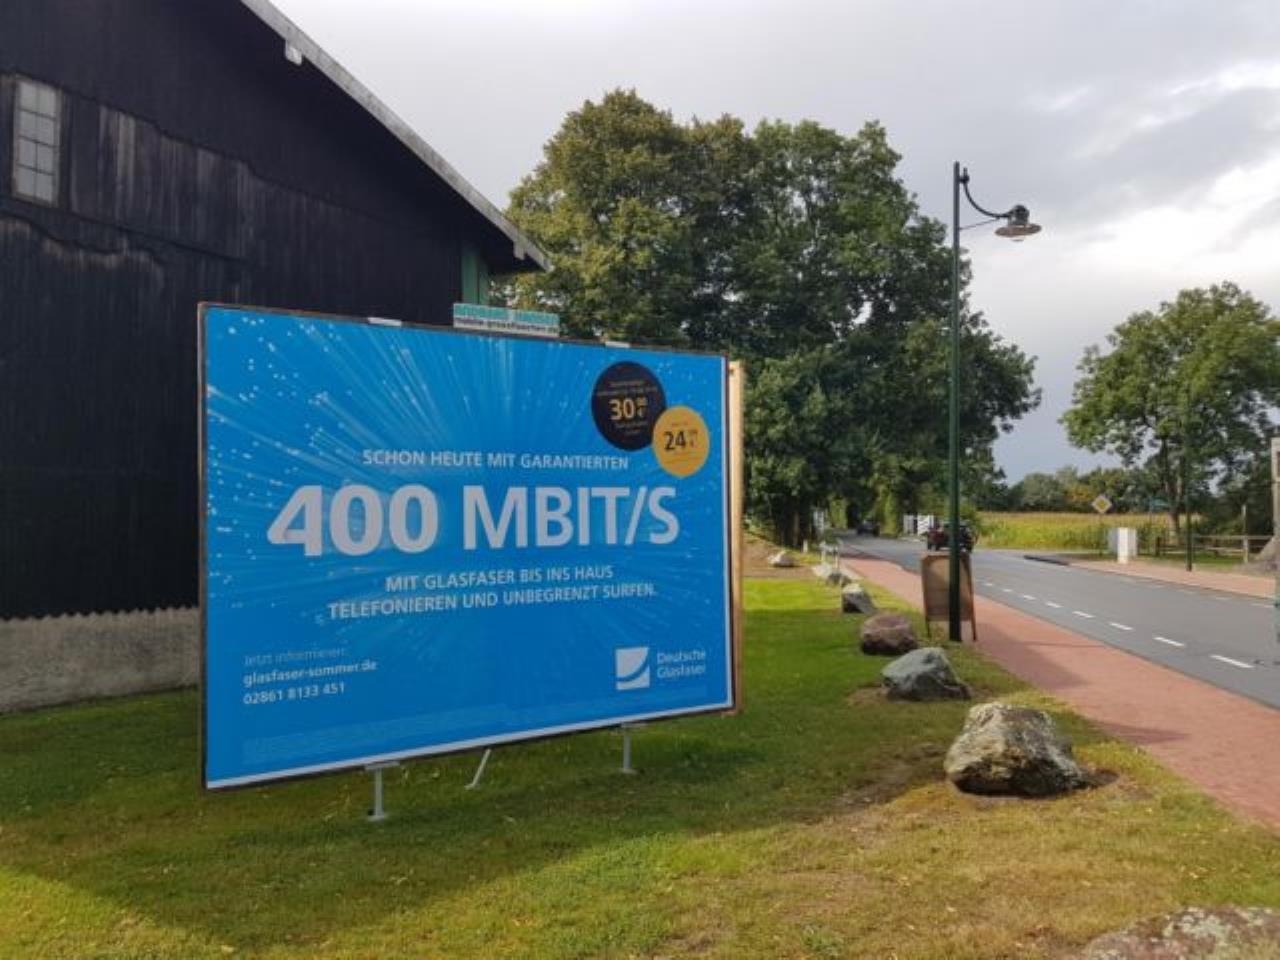 30
24
SCHON HEUTE MIT GARANTIERTEN
400 MBIT/S
MIT GLASFASER BIS INS HAUS
TELEFONIEREN UND UNBEGRENZT SURFEN.
Jetzt informieren:
glasfaser-sommer.de
02861 8133 451
Deutsche
Glasfaser